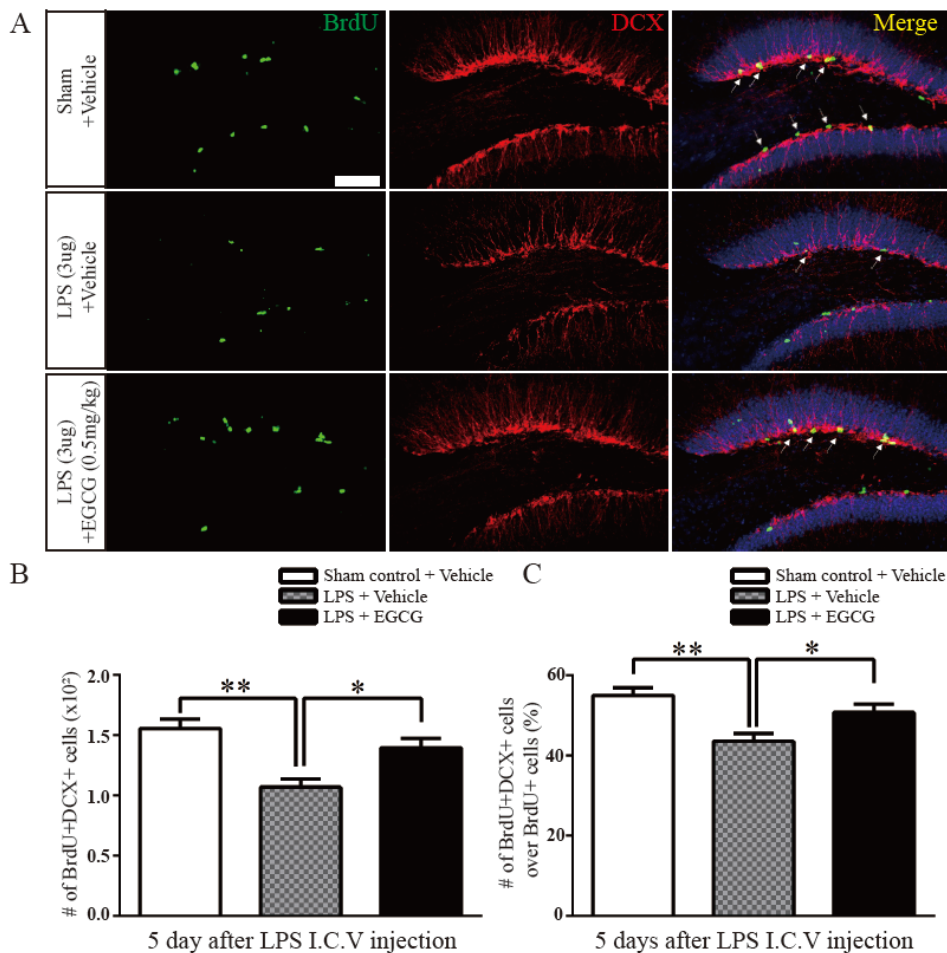 A
BrdU
DCX
Merge
Sham
+Vehicle
LPS (3ug)
+Vehicle
LPS (3ug)
+EGCG (0.5mg/kg)
B
Sham control + Vehicle
LPS + Vehicle
LPS + EGCG
# of BrdU+DCX+ cells (x10²)
2.0
1.5
1.0
0.5
0.0
**
*
5 day after LPS I.C.V injection
C
Sham control + Vehicle
LPS + Vehicle
LPS + EGCG
# of BrdU+DCX+ cells
over BrdU+ cells (%)
60
40
20
0
**
*
5 days after LPS I.C.V injection